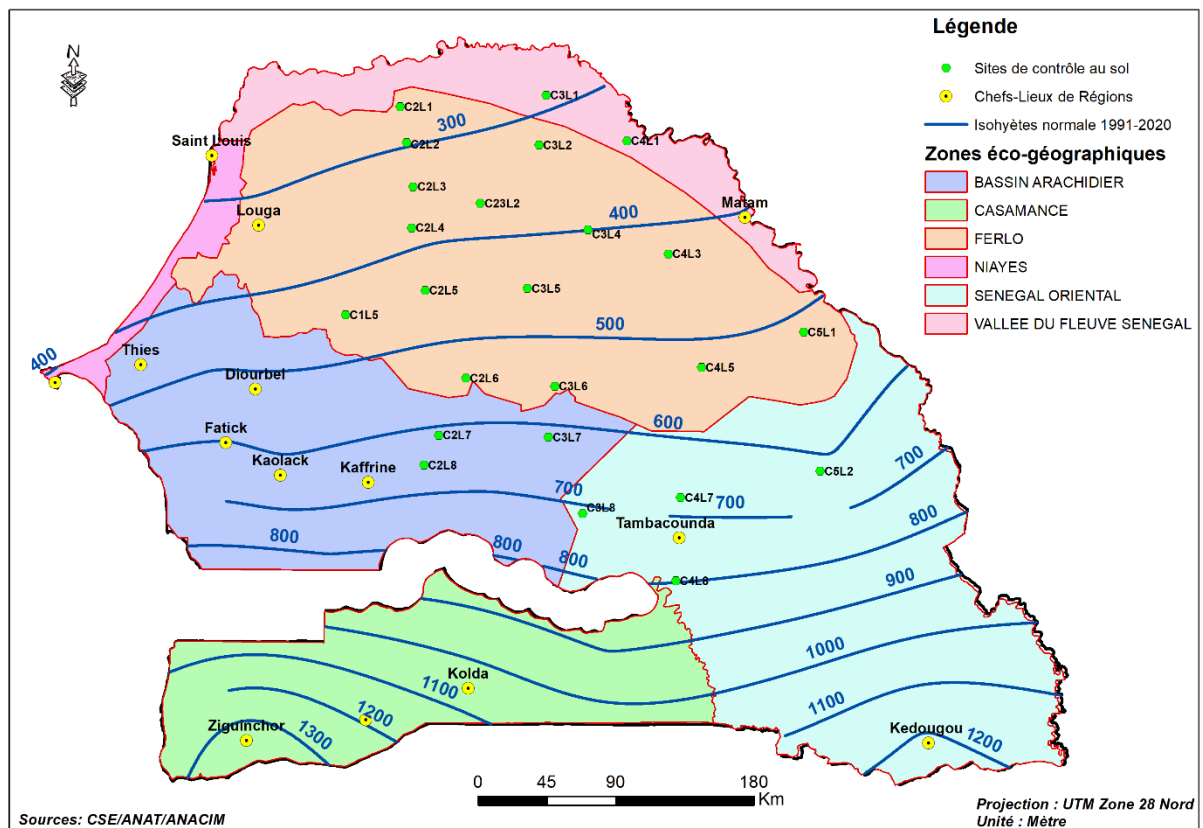 Légende
N
Sites de contrôle au sol
Chefs-Lieux de Régions
Isohyètes normale 1991-2020
Zones éco-géographiques
BASSIN ARACHIDIER
CASAMANCE
FERLO
NIAYES
SENEGAL ORIENTAL
VALLEE DU FLEUVE SENEGAL
C3L1
C2L1
300
Saint Louis
C2L2
C3L2
C4L1
C2L3
C23L2
Matam
Louga
400
C2L4
C3L4
C4L3
C2L5
C3L5
C1L5
500
C5L1
Thies
400
Diourbel
C2L6
C3L6
C4L5
600
Fatick
C2L7
C3L7
Kaolack
Kaffrine
C2L8
C5L2
700
700
C4L7
700
C3L8
800
Tambacounda
800
800
800
C4L8
900
1000
Kolda
1100
1100
1200
1300
Ziguinchor
Kedougou
1200
0 45 90 180
Km
Sources: CSE/ANAT/ANACIM
Projection : UTM Zone 28 Nord
Unité : Mètre